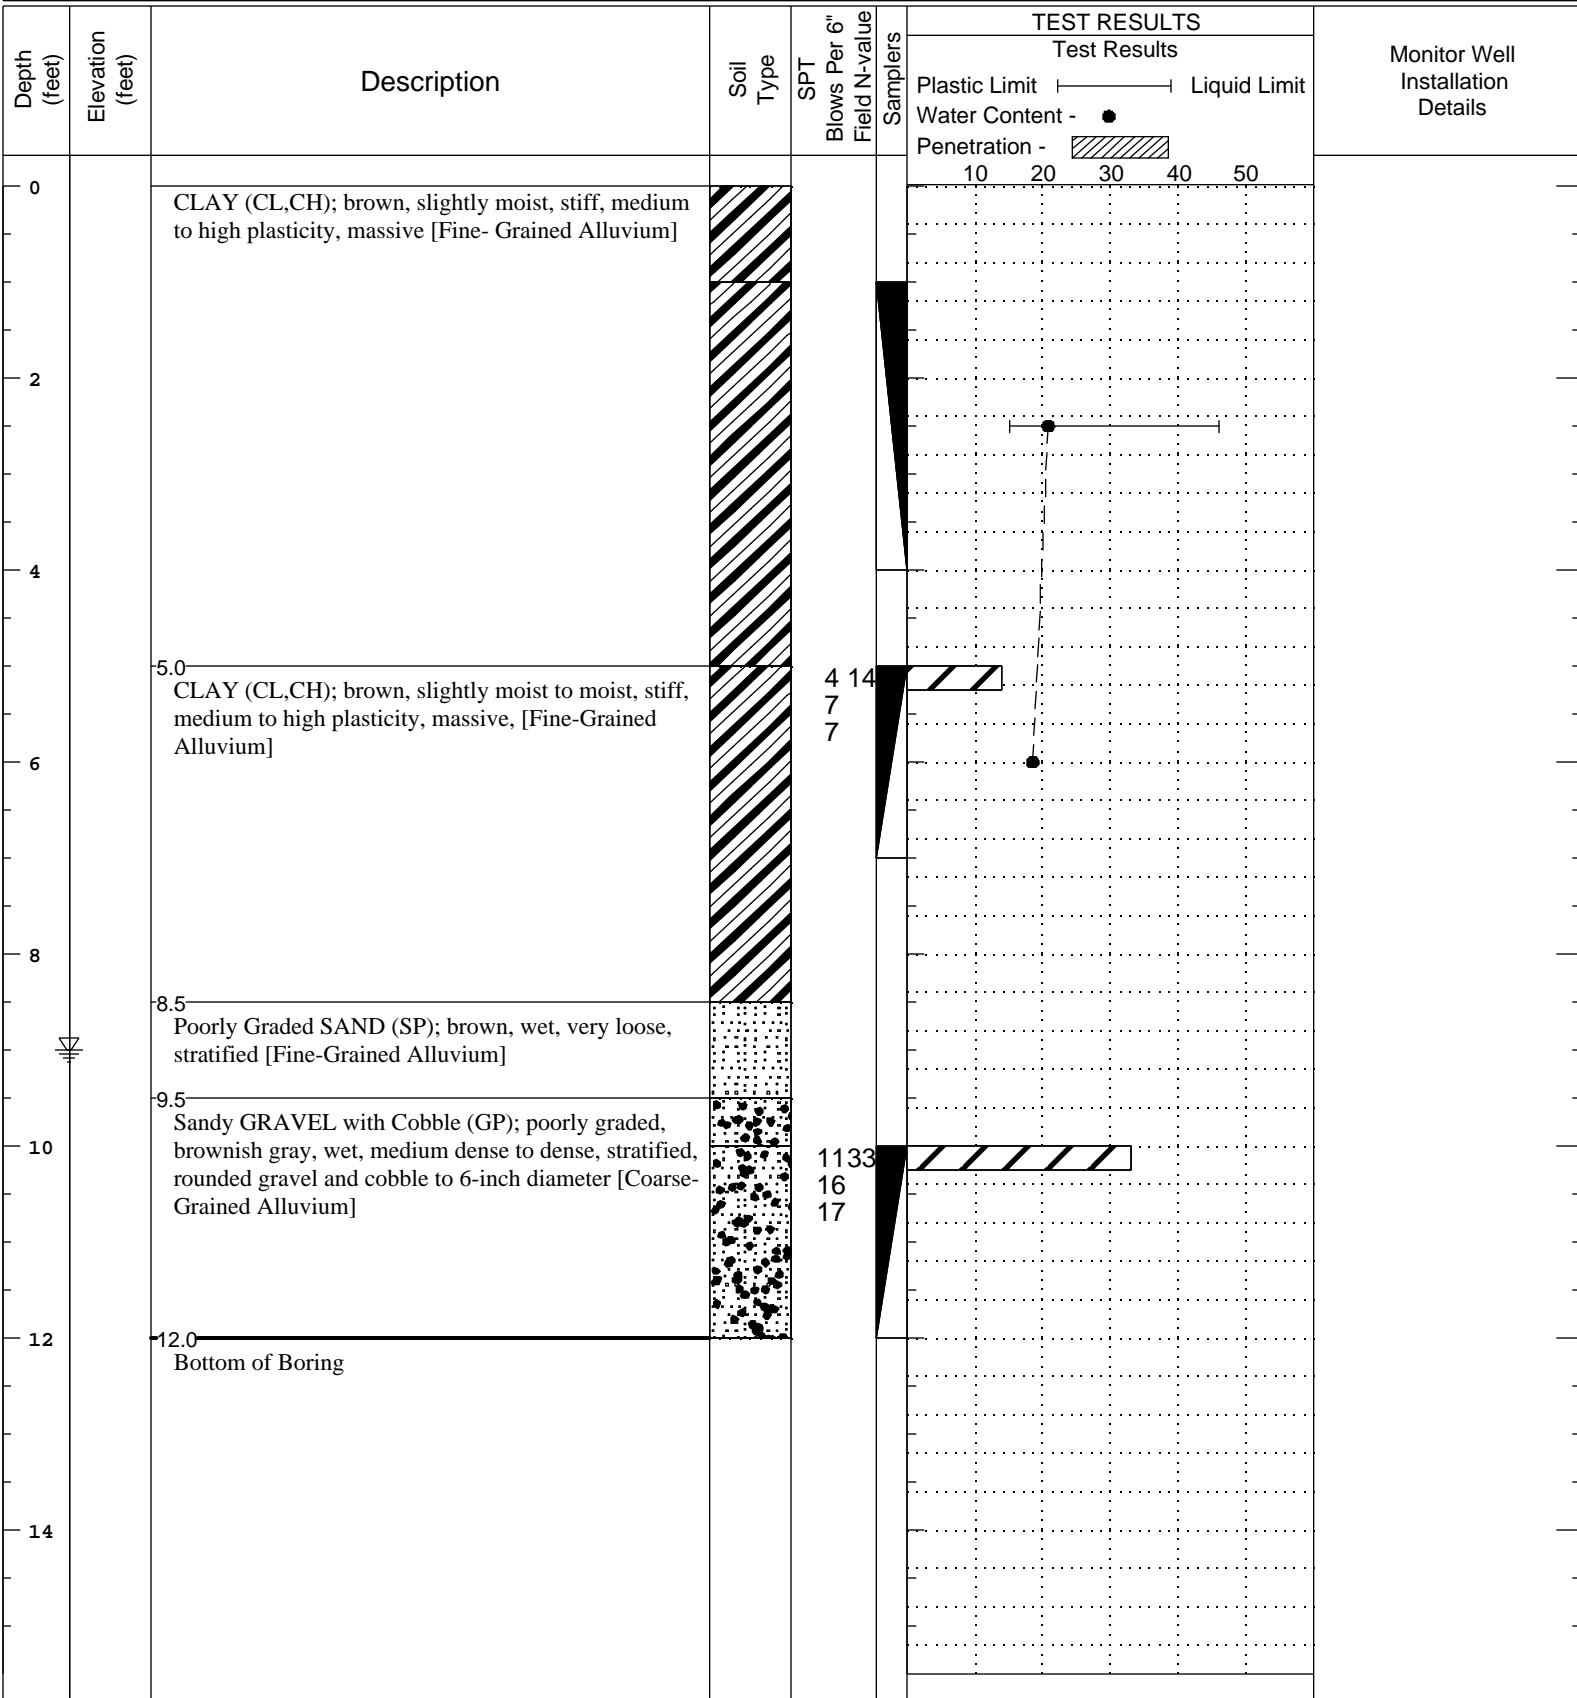 Depth
(feet)
Elevation
(feet)
Description
Soil
Type
SPT
Blows Per 6"
Field N-value
Samplers
TEST RESULTS
Test Results
Plastic Limit Liquid Limit
Water Content -
Penetration -
10 20 30 40 50
Monitor Well
Installation
Details
0
CLAY (CL,CH); brown, slightly moist, stiff, medium
to high plasticity, massive [Fine- Grained Alluvium]
2
4
5.0
CLAY (CL,CH); brown, slightly moist to moist, stiff,
medium to high plasticity, massive, [Fine-Grained
Alluvium]
4 14
7
7
6
8
8.5
Poorly Graded SAND (SP); brown, wet, very loose,
stratified [Fine-Grained Alluvium]
9.5
Sandy GRAVEL with Cobble (GP); poorly graded,
brownish gray, wet, medium dense to dense, stratified,
rounded gravel and cobble to 6-inch diameter [Coarse-
Grained Alluvium]
10
11 33
16
17
12
12.0
Bottom of Boring
14